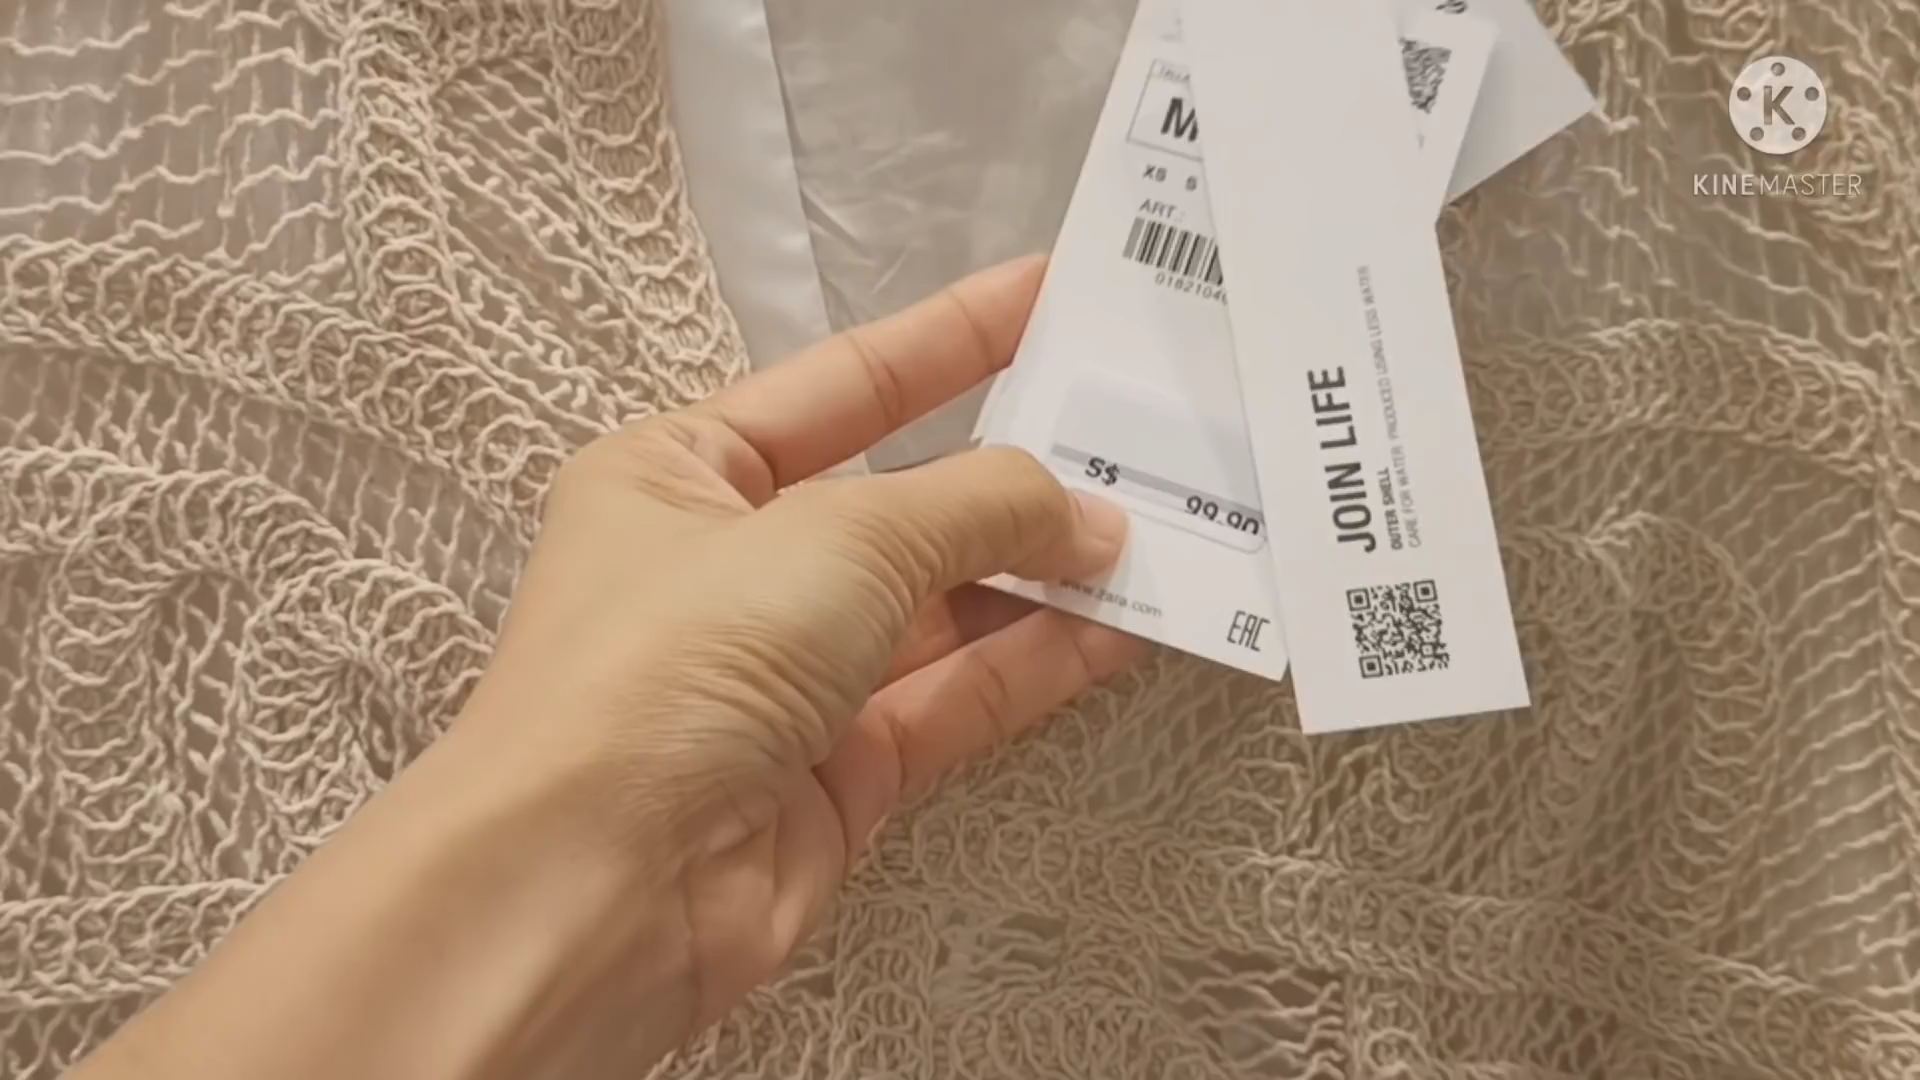 M
XS S
ART.:
S$
99.90
www.zara.com
EAC
JOIN LIFE
OUTER SHELL
CARE FOR WATER PRODUCED USING LESS WATER
K
KINEMASTER